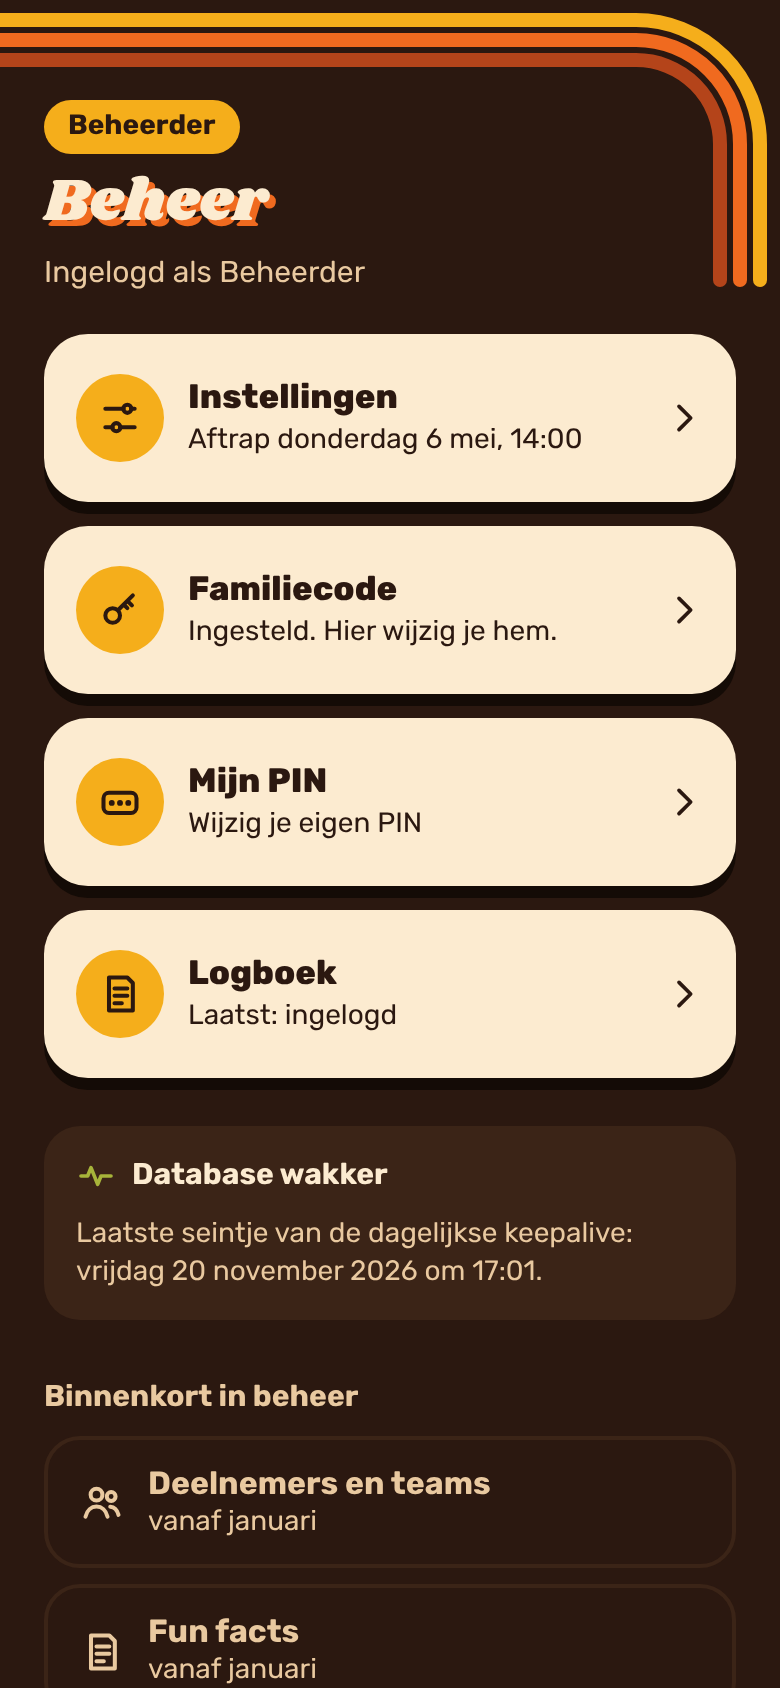 Beheerder
Beheer
Ingelogd als Beheerder
Instellingen
Aftrap donderdag 6 mei, 14:00
Familiecode
Ingesteld. Hier wijzig je hem.
Mijn PIN
Wijzig je eigen PIN
Logboek
Laatst: ingelogd
Database wakker
Laatste seintje van de dagelijkse keepalive:
vrijdag 20 november 2026 om 17:01.
Binnenkort in beheer
Deelnemers en teams
vanaf januari
Fun facts
vanaf januari